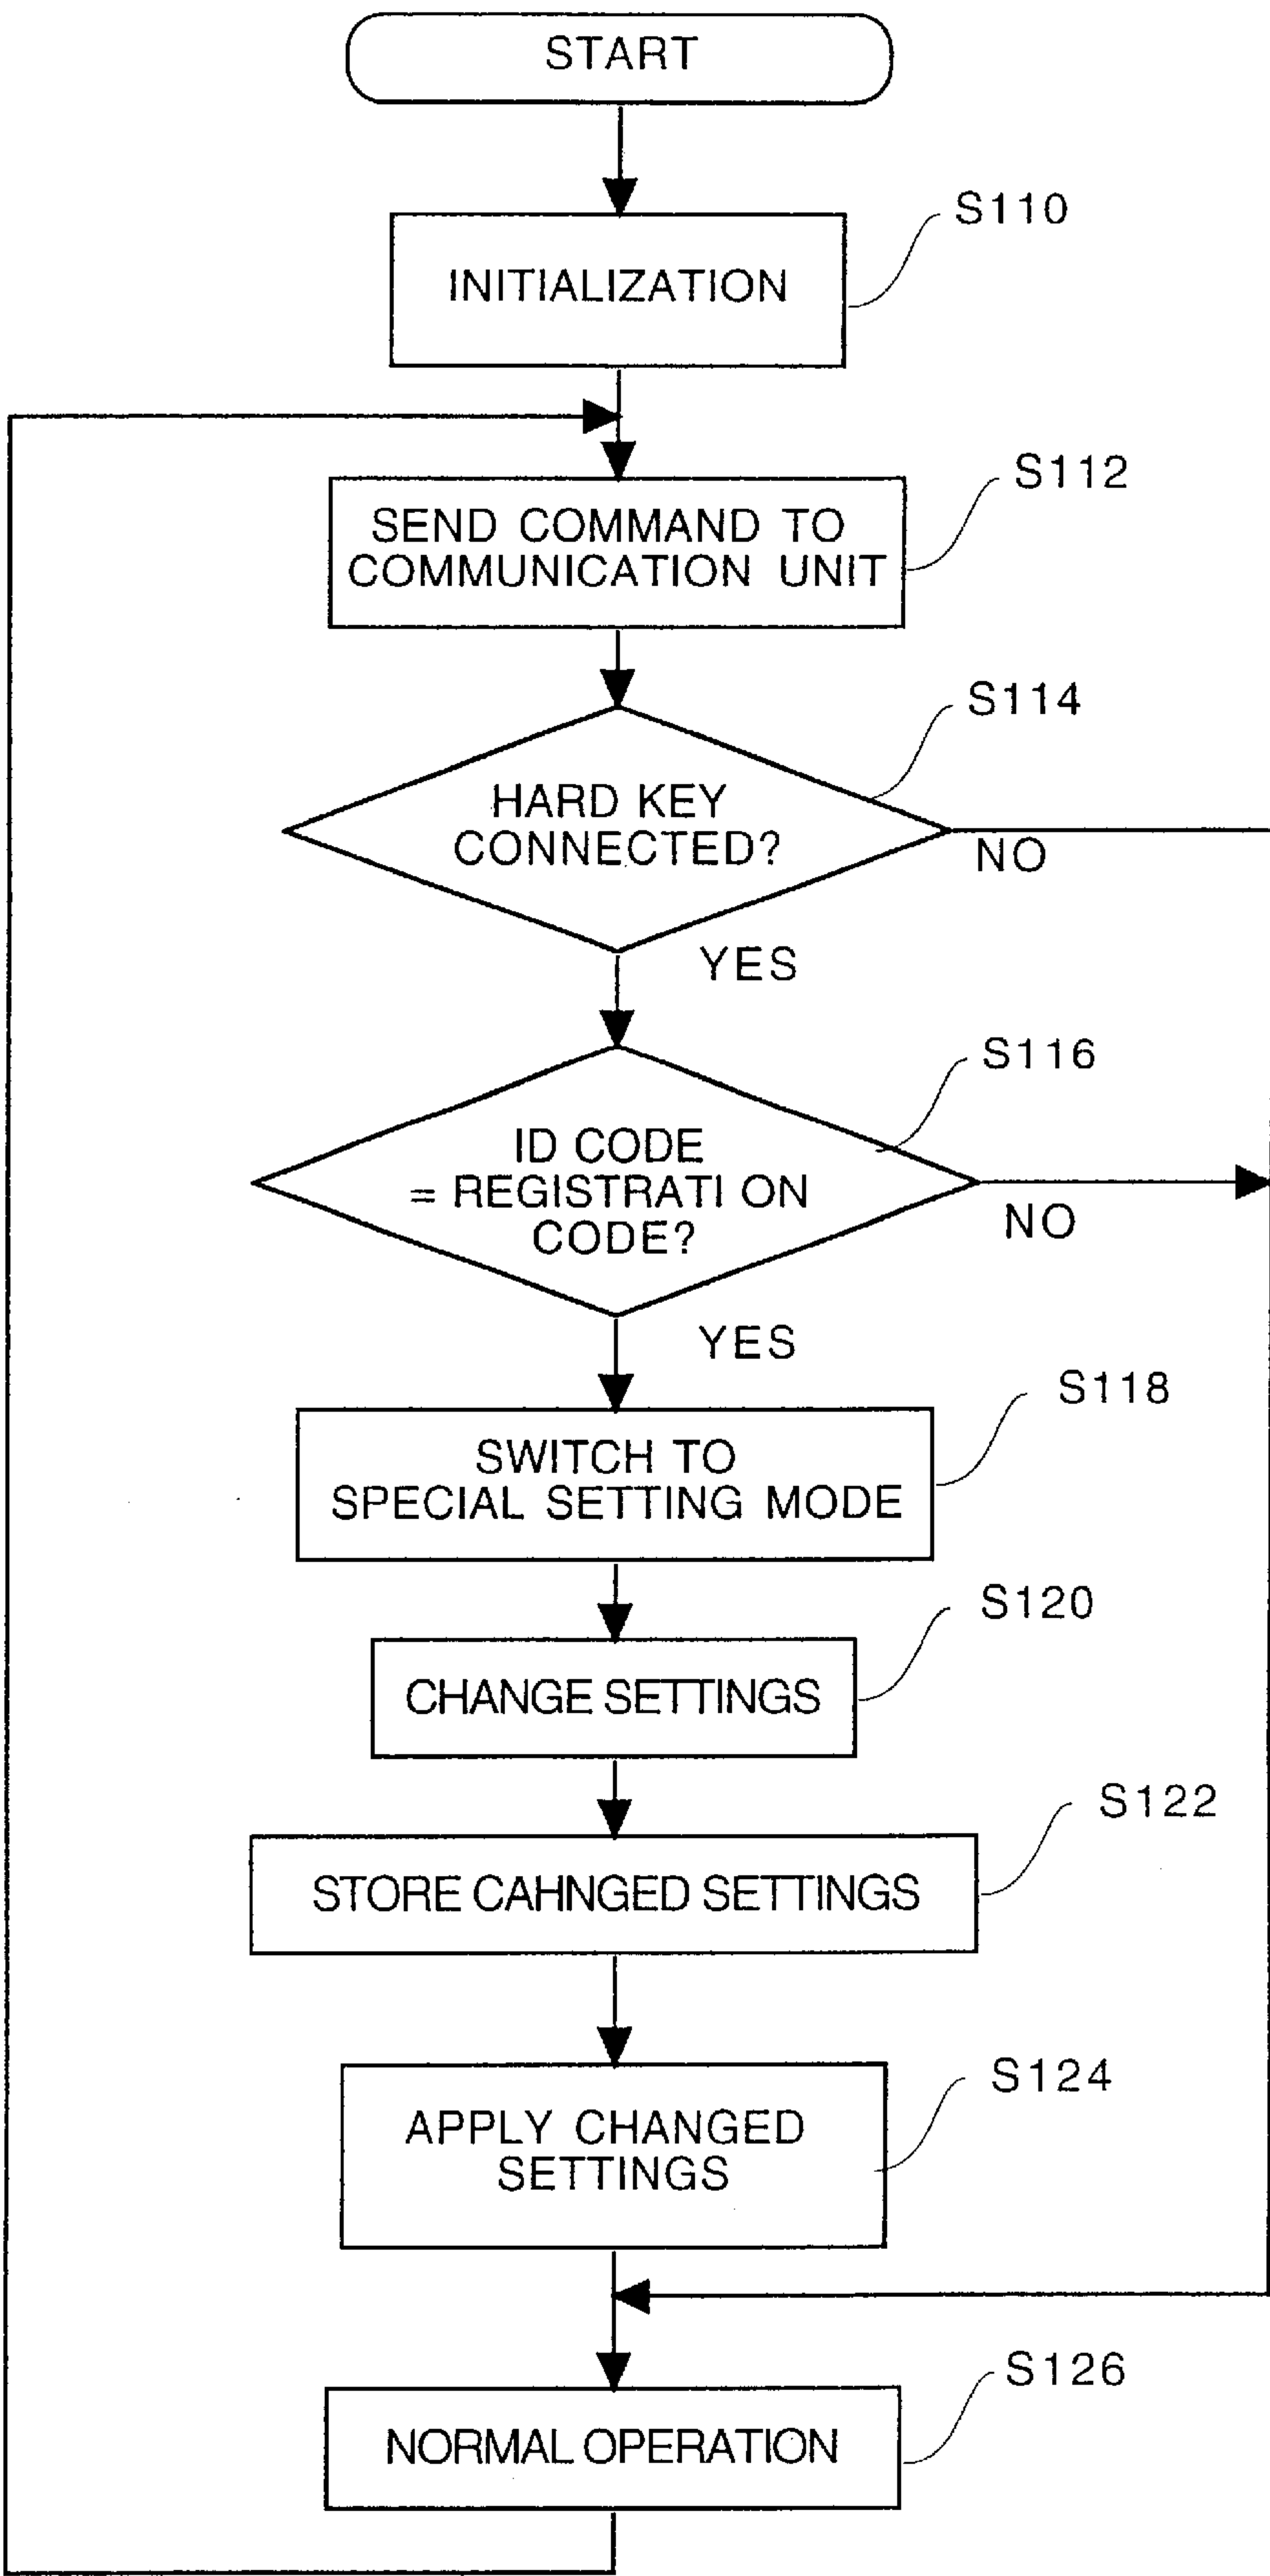 START
S110
INITIALIZATION
S112
SEND COMMAND TO
COMMUNICATION UNIT
S114
HARD KEY
CONNECTED?
NO
YES
S116
ID CODE
= REGISTRATI ON
CODE?
NO
YES
S118
SWITCH TO
SPECIAL SETTING MODE
S120
CHANGE SETTINGS
S122
STORE CAHNGED SETTINGS
S124
APPLY CHANGED
SETTINGS
S126
NORMAL OPERATION